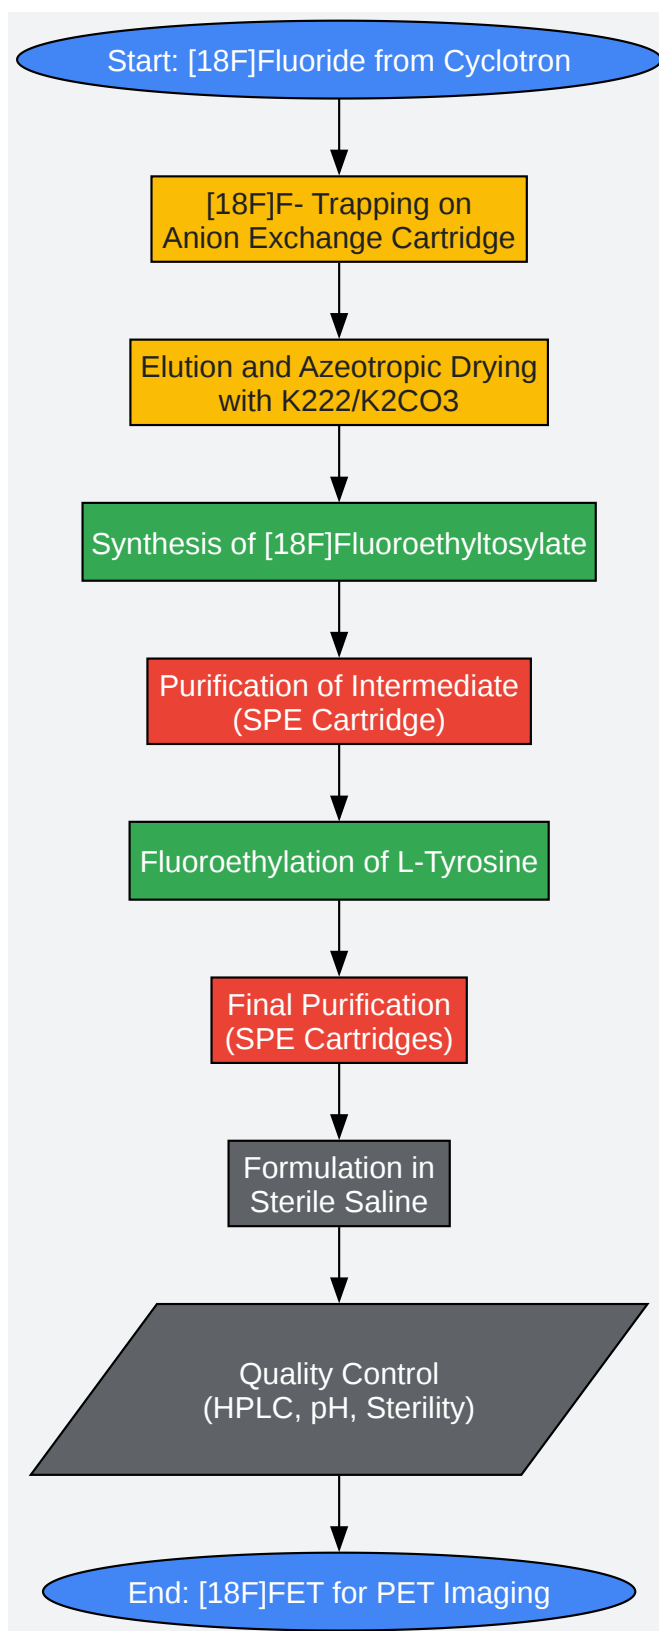 Start: [18F]Fluoride from Cyclotron
[18F]F- Trapping on
Anion Exchange Cartridge
Elution and Azeotropic Drying
with K222/K2CO3
Synthesis of [18F]Fluoroethyltosylate
Purification of Intermediate
(SPE Cartridge)
Fluoroethylation of L-Tyrosine
Final Purification
(SPE Cartridges)
Formulation in
Sterile Saline
Quality Control
(HPLC, pH, Sterility)
End: [18F]FET for PET Imaging